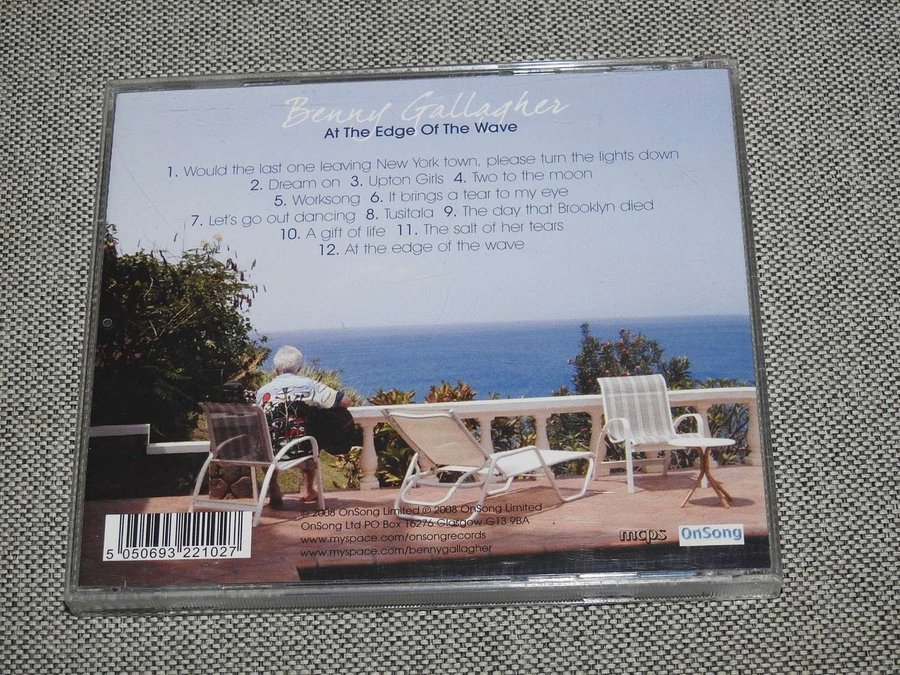 Benny Gallagher
At The Edge Of The Wave
1. Would the last one leaving New York town, please turn the lights down
2. Dream on 3. Upton Girls 4. Two to the moon
5. Worksong 6. It brings a tear to my eye
7. Let's go out dancing 8. Tusitala 9. The day that Brooklyn died
10. A gift of life 11. The salt of her tears
12. At the edge of the wave
℗ 2008 OnSong Limited © 2008 OnSong Limited
OnSong Ltd PO Box 16276 Glasgow G13 9BA
www.myspace.com/onsongrecords
www.myspace.com/bennygallagher
5 050693 221027
mcps OnSong